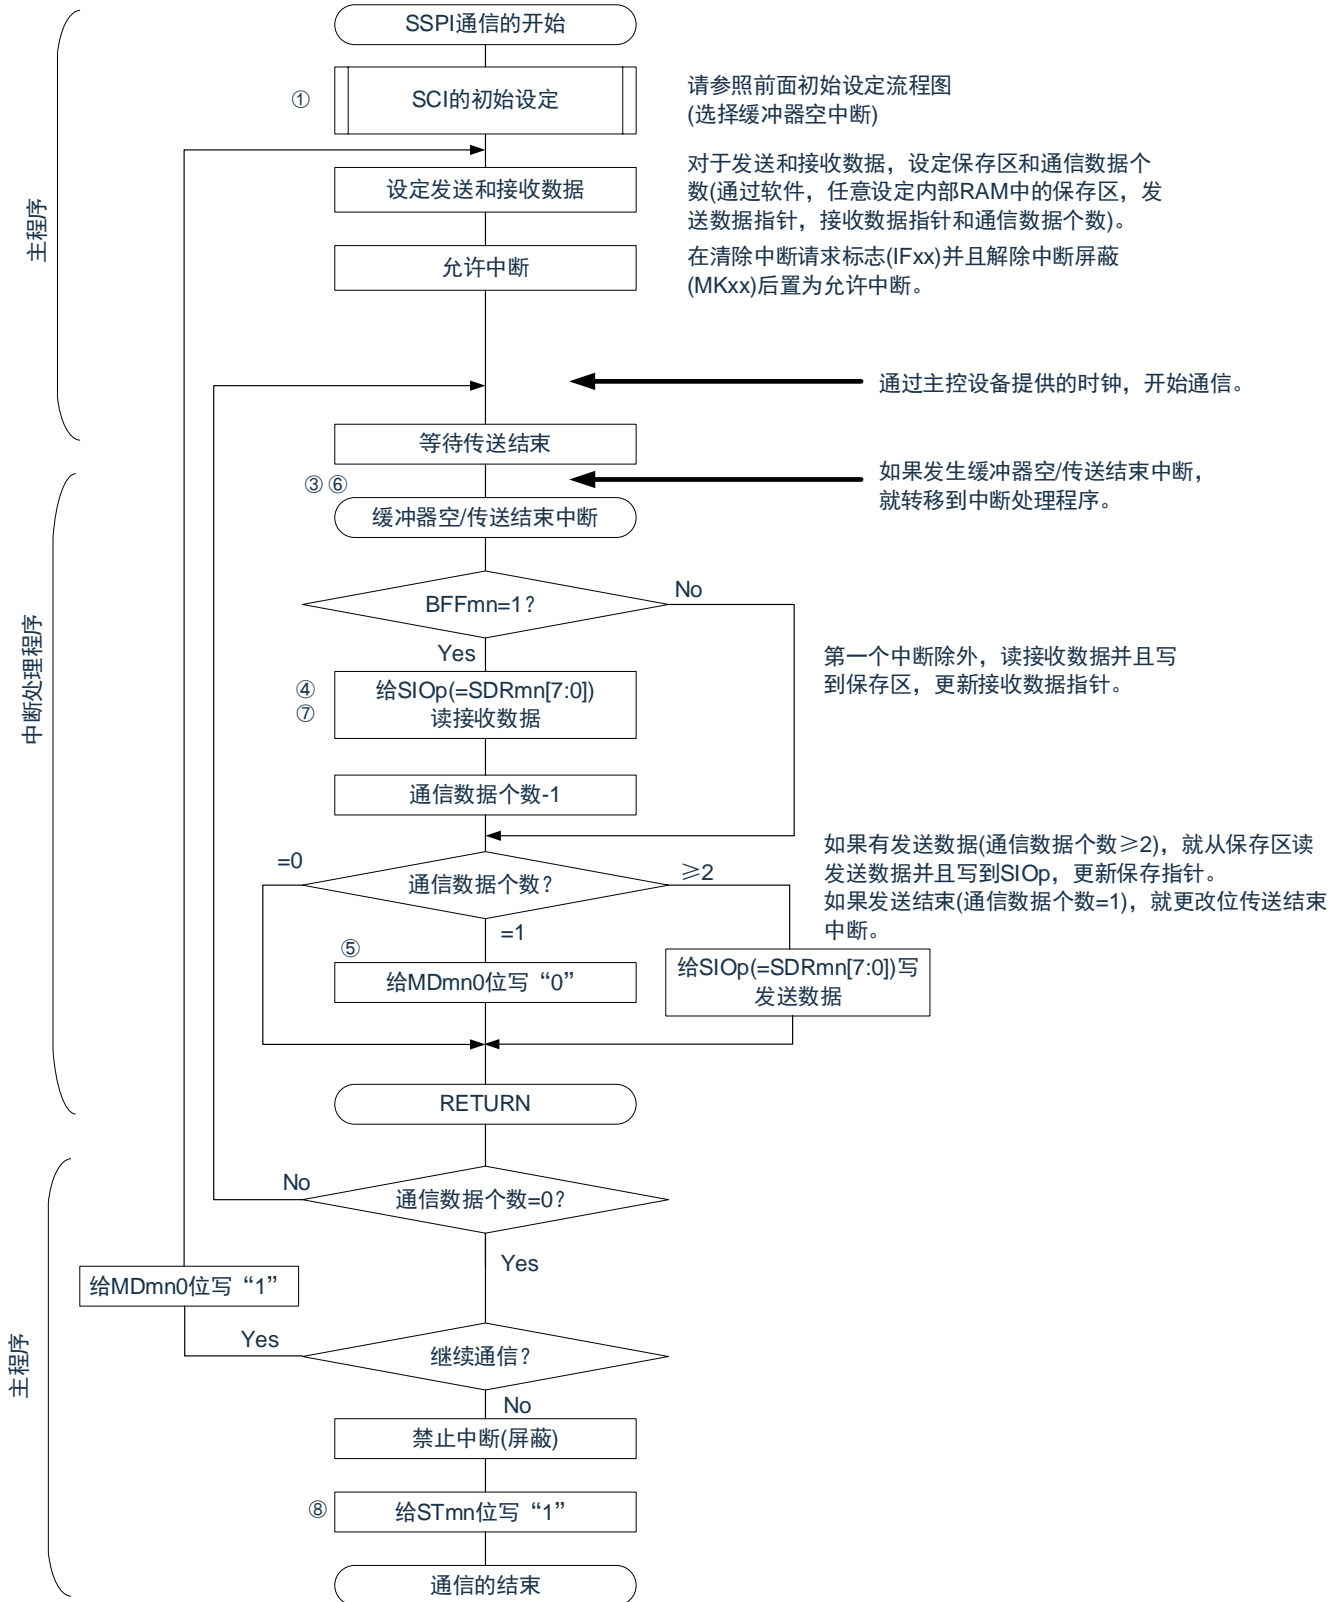 SSPI通信的开始
①
SCI的初始设定
请参照前面初始设定流程图
(选择缓冲器空中断)
主程序
设定发送和接收数据
对于发送和接收数据，设定保存区和通信数据个
数(通过软件，任意设定内部RAM中的保存区，发
送数据指针，接收数据指针和通信数据个数)。
允许中断
在清除中断请求标志(IFxx)并且解除中断屏蔽
(MKxx)后置为允许中断。
通过主控设备提供的时钟，开始通信。
等待传送结束
③⑥
如果发生缓冲器空/传送结束中断，
就转移到中断处理程序。
缓冲器空/传送结束中断
中断处理程序
BFFmn=1？
No
Yes
第一个中断除外，读接收数据并且写
到保存区，更新接收数据指针。
④
⑦
给SIOp(=SDRmn[7:0])
读接收数据
通信数据个数-1
=0
通信数据个数？
≥2
=1
如果有发送数据(通信数据个数≥2)，就从保存区读
发送数据并且写到SIOp，更新保存指针。
如果发送结束(通信数据个数=1)，就更改位传送结束
中断。
⑤
给MDmn0位写“0”
给SIOp(=SDRmn[7:0])写
发送数据
RETURN
No
通信数据个数=0？
Yes
主程序
给MDmn0位写“1”
Yes
继续通信？
No
禁止中断(屏蔽)
⑧
给STmn位写“1”
通信的结束